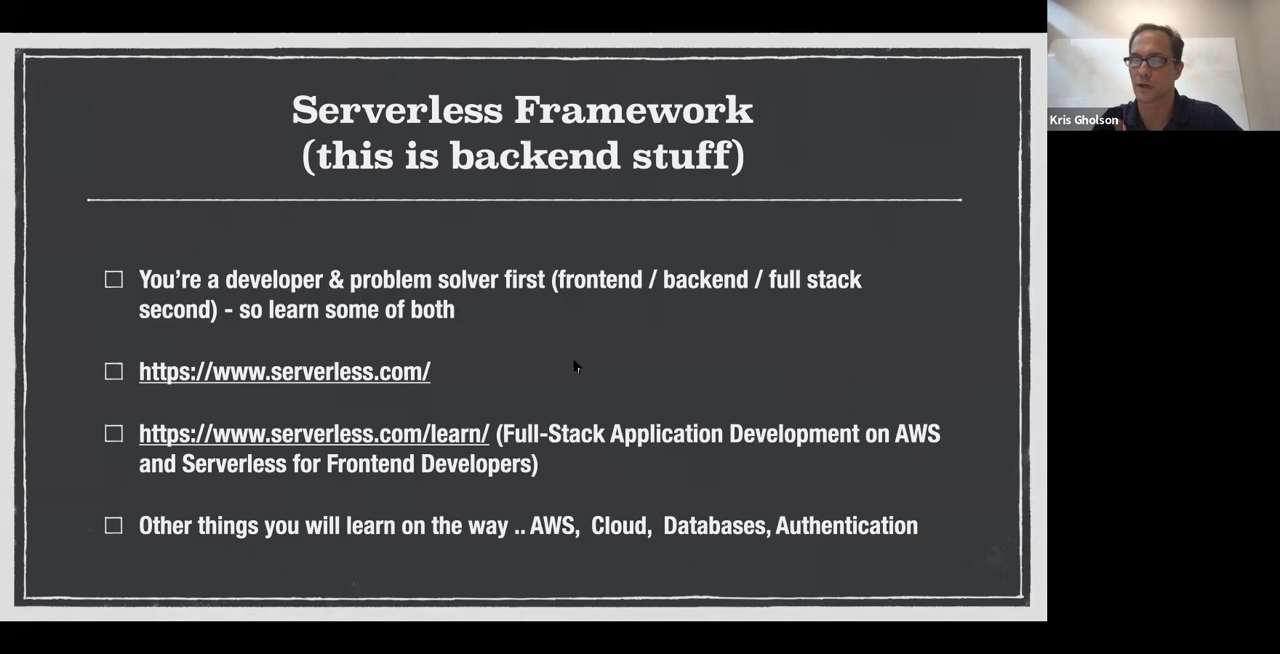 Serverless Framework
(this is backend stuff)
You’re a developer & problem solver first (frontend / backend / full stack
second) - so learn some of both
https://www.serverless.com/
https://www.serverless.com/learn/ (Full-Stack Application Development on AWS
and Serverless for Frontend Developers)
Other things you will learn on the way .. AWS, Cloud, Databases, Authentication
Kris Gholson